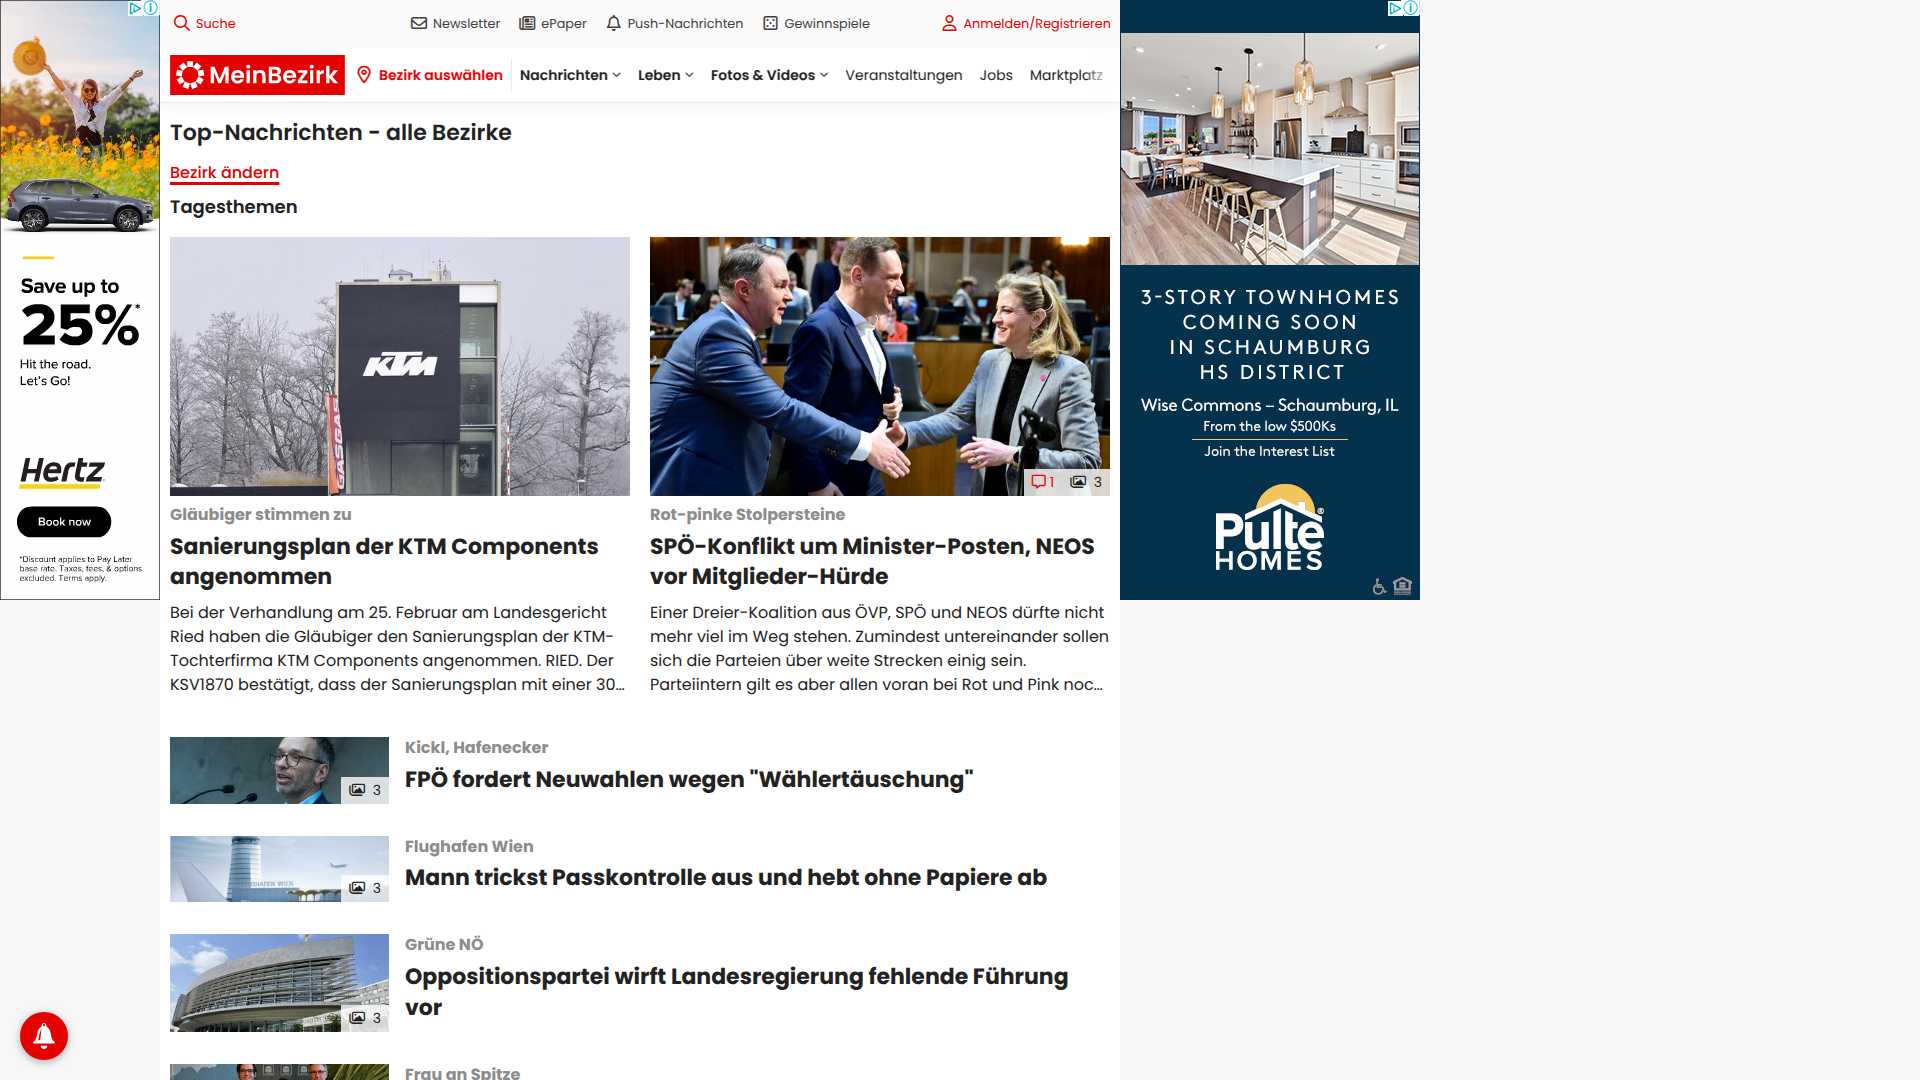 Suche
Newsletter
ePaper
Push-Nachrichten
Gewinnspiele
Anmelden/Registrieren
MeinBezirk
Bezirk auswählen
Nachrichten
Leben
Fotos & Videos
Veranstaltungen
Jobs
Marktplatz
Top-Nachrichten - alle Bezirke
Bezirk ändern
Tagesthemen
KTM
GASGAS
1
3
Gläubiger stimmen zu
Sanierungsplan der KTM Components
angenommen
Bei der Verhandlung am 25. Februar am Landesgericht
Ried haben die Gläubiger den Sanierungsplan der KTM-
Tochterfirma KTM Components angenommen. RIED. Der
KSV1870 bestätigt, dass der Sanierungsplan mit einer 30...
Rot-pinke Stolpersteine
SPÖ-Konflikt um Minister-Posten, NEOS
vor Mitglieder-Hürde
Einer Dreier-Koalition aus ÖVP, SPÖ und NEOS dürfte nicht
mehr viel im Weg stehen. Zumindest untereinander sollen
sich die Parteien über weite Strecken einig sein.
Parteiintern gilt es aber allen voran bei Rot und Pink noc...
3
Kickl, Hafenecker
FPÖ fordert Neuwahlen wegen "Wählertäuschung"
3
Flughafen Wien
Mann trickst Passkontrolle aus und hebt ohne Papiere ab
3
Grüne NÖ
Oppositionspartei wirft Landesregierung fehlende Führung
vor
Frau an Spitze
Save up to
25%*
Hit the road.
Let's Go!
Hertz
Book now
*Discount applies to Pay Later
base rate. Taxes, fees, & options
excluded. Terms apply.
3-STORY TOWNHOMES
COMING SOON
IN SCHAUMBURG
HS DISTRICT
Wise Commons – Schaumburg, IL
From the low $500Ks
Join the Interest List
Pulte®
HOMES